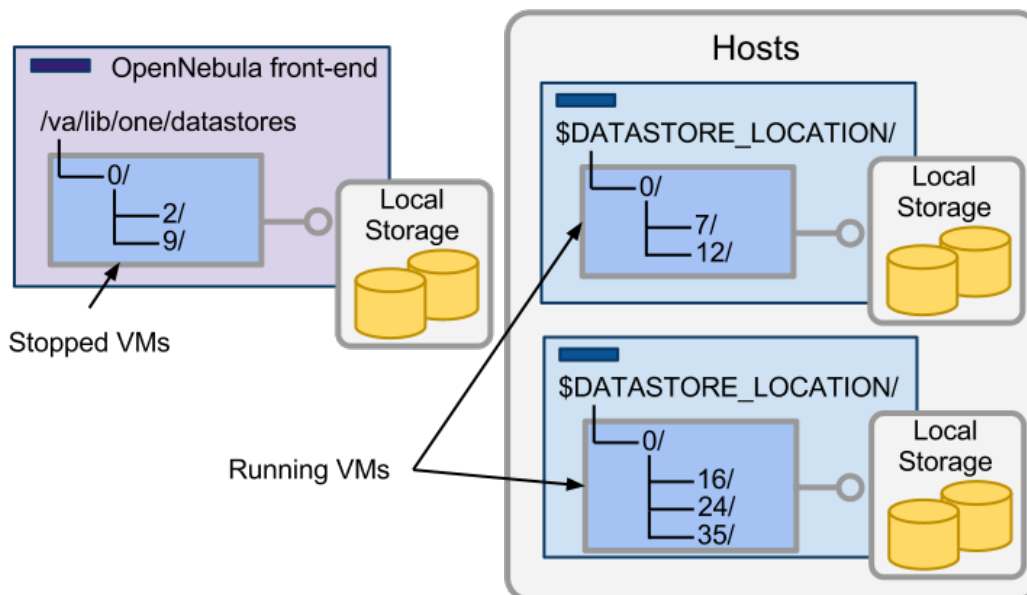 OpenNebula front-end
/va/lib/one/datastores
0/
2/
9/
Local
Storage
Stopped VMs
Running VMs
Hosts
$DATASTORE_LOCATION/
0/
7/
12/
Local
Storage
$DATASTORE_LOCATION/
0/
16/
24/
35/
Local
Storage